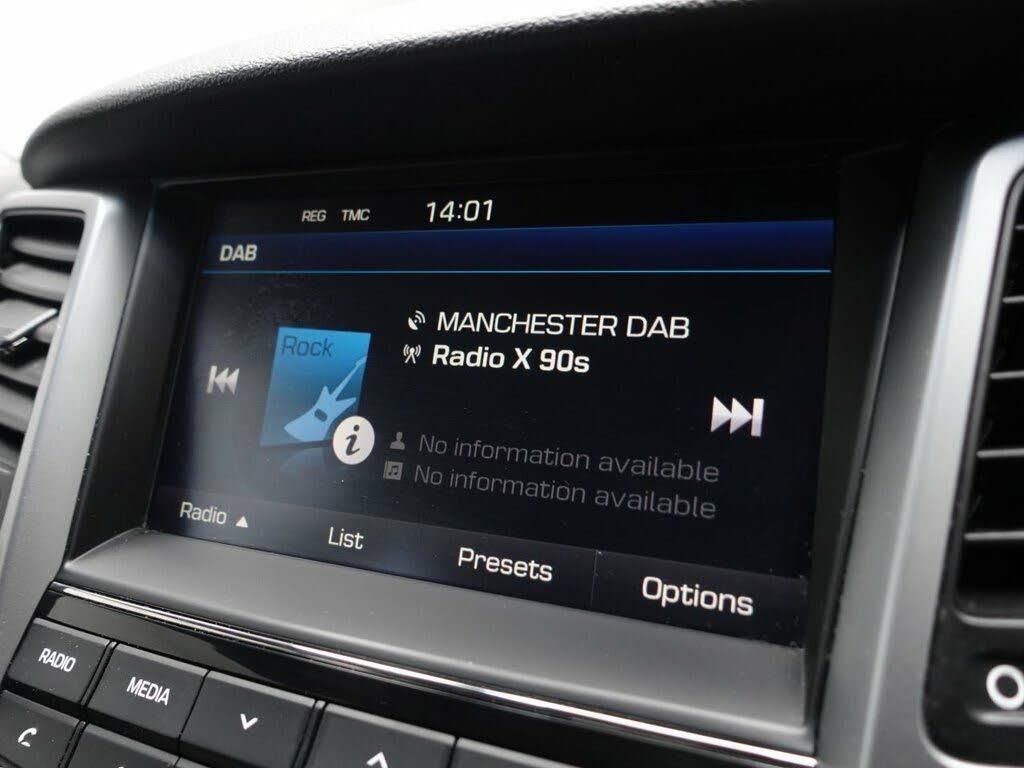 REG TMC 14:01
DAB
MANCHESTER DAB
Rock
Radio X 90s
No information available
No information available
Radio ▲
List
Presets
Options
RADIO
MEDIA